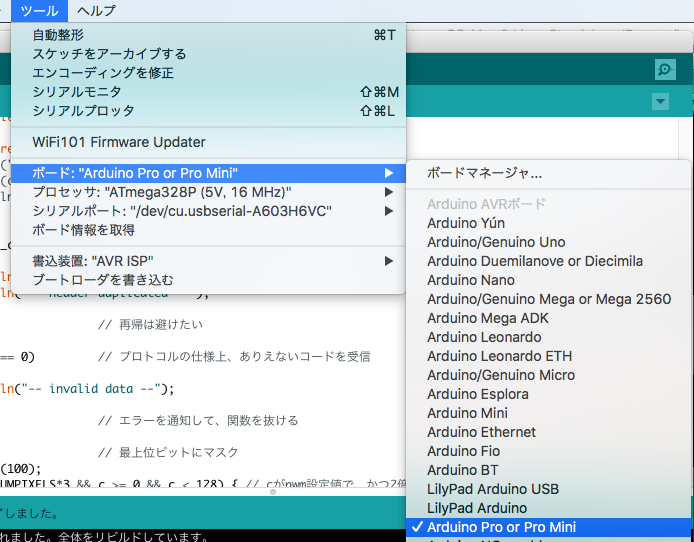 ツール ヘルプ
自動整形 ⌘T
スケッチをアーカイブする
エンコーディングを修正
シリアルモニタ ⇧⌘M
シリアルプロッタ ⇧⌘L
WiFi101 Firmware Updater
ボード: "Arduino Pro or Pro Mini"
プロセッサ: "ATmega328P (5V, 16 MHz)"
シリアルポート: "/dev/cu.usbserial-A603H6VC"
ボード情報を取得
書込装置: "AVR ISP"
ブートローダを書き込む
ボードマネージャ...
Arduino AVRボード
Arduino Yún
Arduino/Genuino Uno
Arduino Duemilanove or Diecimila
Arduino Nano
Arduino/Genuino Mega or Mega 2560
Arduino Mega ADK
Arduino Leonardo
Arduino Leonardo ETH
Arduino/Genuino Micro
Arduino Esplora
Arduino Mini
Arduino Ethernet
Arduino Fio
Arduino BT
LilyPad Arduino USB
LilyPad Arduino
✓ Arduino Pro or Pro Mini
// 再帰は避けたい
== 0) // プロトコルの仕様上、ありえないコードを受信
ln("-- invalid data --");
// エラーを通知して、関数を抜ける
// 最上位ビットにマスク
(100);
UMPIXELS*3 && c >= 0 && c < 128) { // cがpwm設定値で、かつ2倍
しました。
れました。全体をリビルドしています。